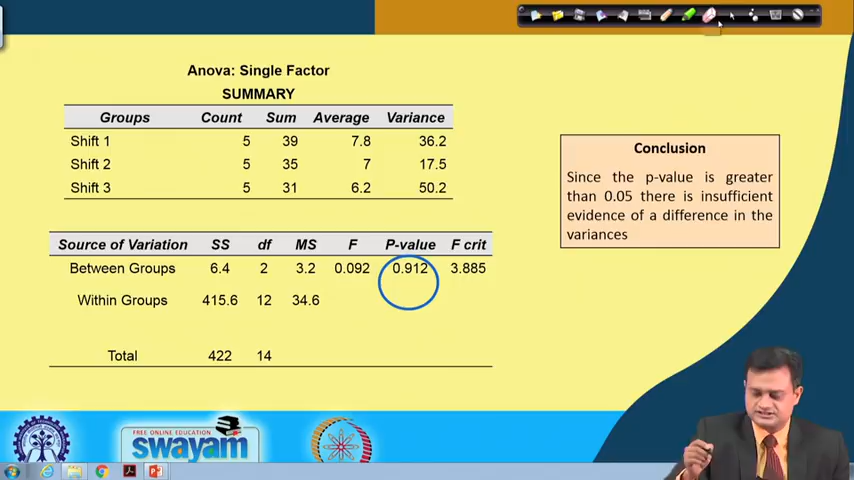 Anova: Single Factor
SUMMARY
Groups Count Sum Average Variance
Shift 1 5 39 7.8 36.2
Shift 2 5 35 7 17.5
Shift 3 5 31 6.2 50.2
Source of Variation SS df MS F P-value F crit
Between Groups 6.4 2 3.2 0.092 0.912 3.885
Within Groups 415.6 12 34.6
Total 422 14
Conclusion
Since the p-value is greater
than 0.05 there is insufficient
evidence of a difference in the
variances
FREE ONLINE EDUCATION
swayam